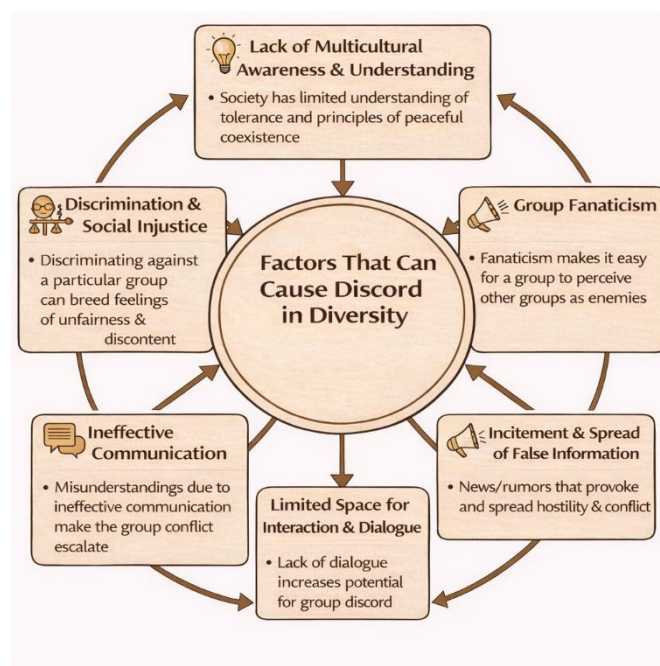 Lack of Multicultural
Awareness & Understanding
• Society has limited understanding of
tolerance and principles of peaceful
coexistence
Discrimination &
Social Injustice
• Discriminating against
a particular group
can breed feelings
of unfairness &
discontent
Factors That Can
Cause Discord
in Diversity
Group Fanaticism
• Fanaticism makes it easy
for a group to perceive
other groups as enemies
Ineffective
Communication
• Misunderstandings due to
ineffective communication
make the group conflict
escalate
Limited Space for
Interaction & Dialogue
• Lack of dialogue
increases potential
for group discord
Incitement & Spread
of False Information
• News/rumors that provoke
and spread hostility & conflict